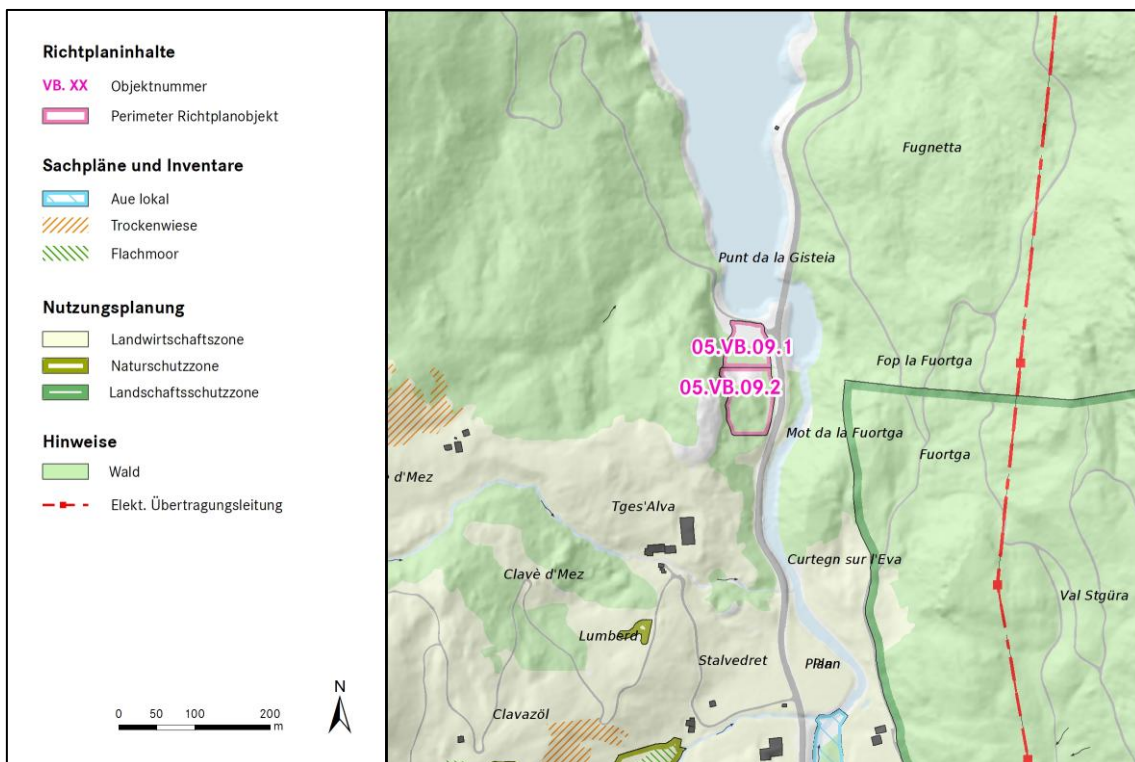 Richtplaninhalte
VB. XX Objektnummer
Perimeter Richtplanobjekt
Sachpläne und Inventare
Aue lokal
Trockenwiese
Flachmoor
Nutzungsplanung
Landwirtschaftszone
Naturschutzzone
Landschaftsschutzzone
Hinweise
Wald
Elekt. Übertragungsleitung
N
0 50 100 200
m
Fugnetta
Punt da la Gisteia
05.VB.09.1
Fop la Fuortga
05.VB.09.2
Mot da la Fuortga
Fuortga
d'Mez
Tges'Alva
Curtegn sur l'Eva
Clavè d'Mez
Val Stgüra
Lumberd
Stalvedret
Plan
Clavazöl